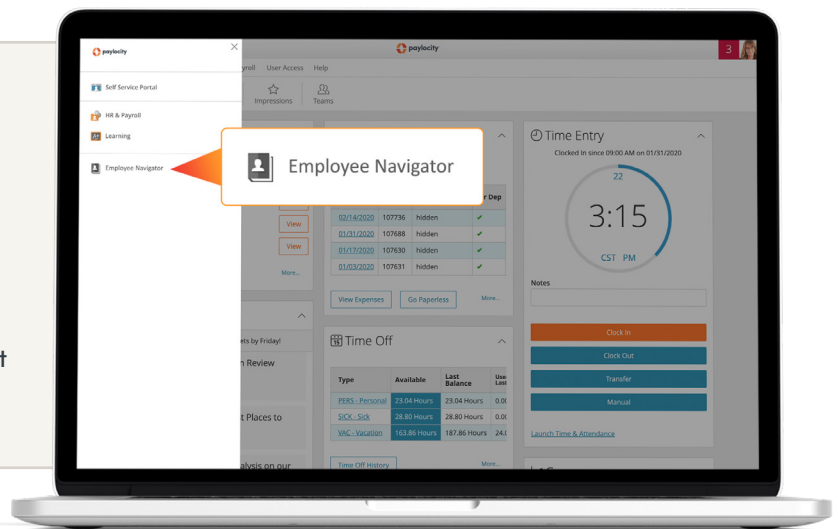 paylocity
Self Service Portal
HR & Payroll
Learning
Employee Navigator
Employee Navigator
paylocity
3
User Access Help
Impressions
Teams
View
View
More...
Dep
02/14/2020 107736 hidden ✔
01/31/2020 107688 hidden ✔
01/17/2020 107630 hidden ✔
01/03/2020 107631 hidden ✔
View Expenses Go Paperless More...
by Friday!
Review
Places to
on our
Time Off
Type Available Last Balance
PERS - Personal 23.04 Hours 23.04 Hours
SICK - Sick 28.80 Hours 28.80 Hours
VAC - Vacation 163.86 Hours 187.86 Hours
Time Off History More...
Time Entry
Clocked In since 09:00 AM on 01/31/2020
22
3:15
CST PM
Notes
Clock In
Clock Out
Transfer
Manual
Launch Time & Attendance